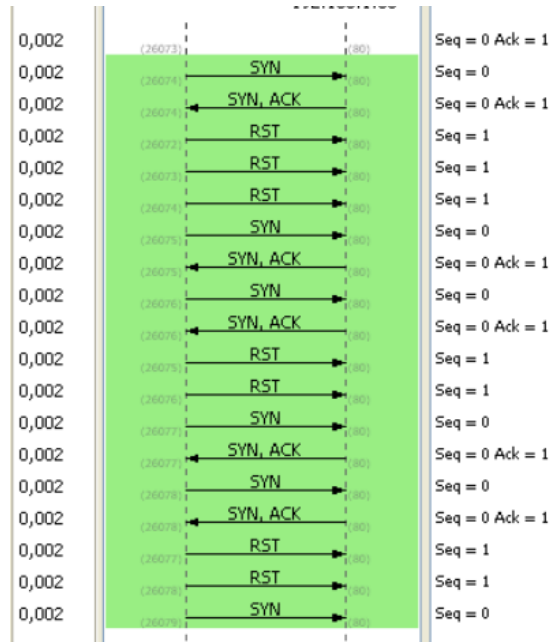 0,002 (26073) (80) Seq = 0 Ack = 1
0,002 (26074) SYN (80) Seq = 0
0,002 (26074) SYN, ACK (80) Seq = 0 Ack = 1
0,002 (26072) RST (80) Seq = 1
0,002 (26073) RST (80) Seq = 1
0,002 (26074) RST (80) Seq = 1
0,002 (26075) SYN (80) Seq = 0
0,002 (26075) SYN, ACK (80) Seq = 0 Ack = 1
0,002 (26076) SYN (80) Seq = 0
0,002 (26076) SYN, ACK (80) Seq = 0 Ack = 1
0,002 (26075) RST (80) Seq = 1
0,002 (26076) RST (80) Seq = 1
0,002 (26077) SYN (80) Seq = 0
0,002 (26077) SYN, ACK (80) Seq = 0 Ack = 1
0,002 (26078) SYN (80) Seq = 0
0,002 (26078) SYN, ACK (80) Seq = 0 Ack = 1
0,002 (26077) RST (80) Seq = 1
0,002 (26078) RST (80) Seq = 1
0,002 (26079) SYN (80) Seq = 0